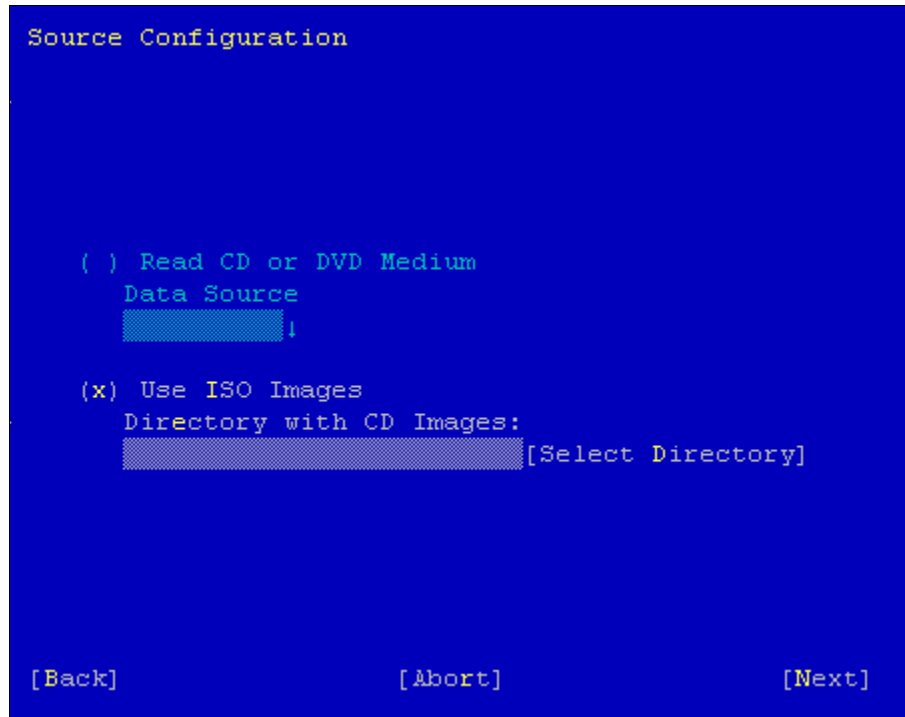 Source Configuration
( ) Read CD or DVD Medium
Data Source
↓
(x) Use ISO Images
Directory with CD Images:
[Select Directory]
[Back] [Abort] [Next]